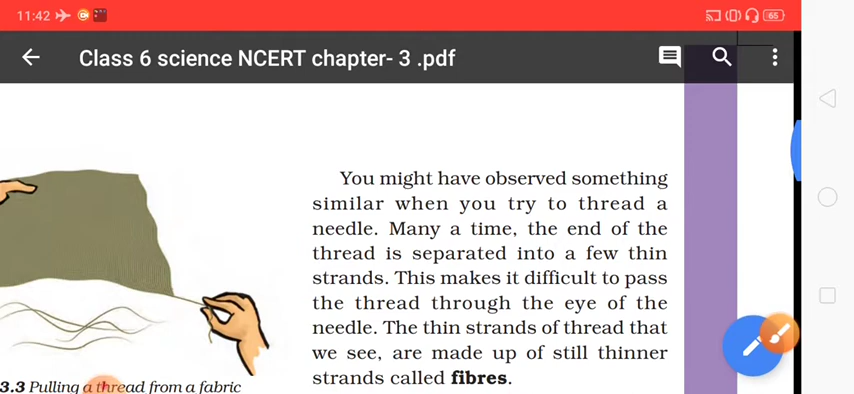 11:42
65
Class 6 science NCERT chapter- 3 .pdf
You might have observed something
similar when you try to thread a
needle. Many a time, the end of the
thread is separated into a few thin
strands. This makes it difficult to pass
the thread through the eye of the
needle. The thin strands of thread that
we see, are made up of still thinner
strands called fibres.
3.3 Pulling a thread from a fabric